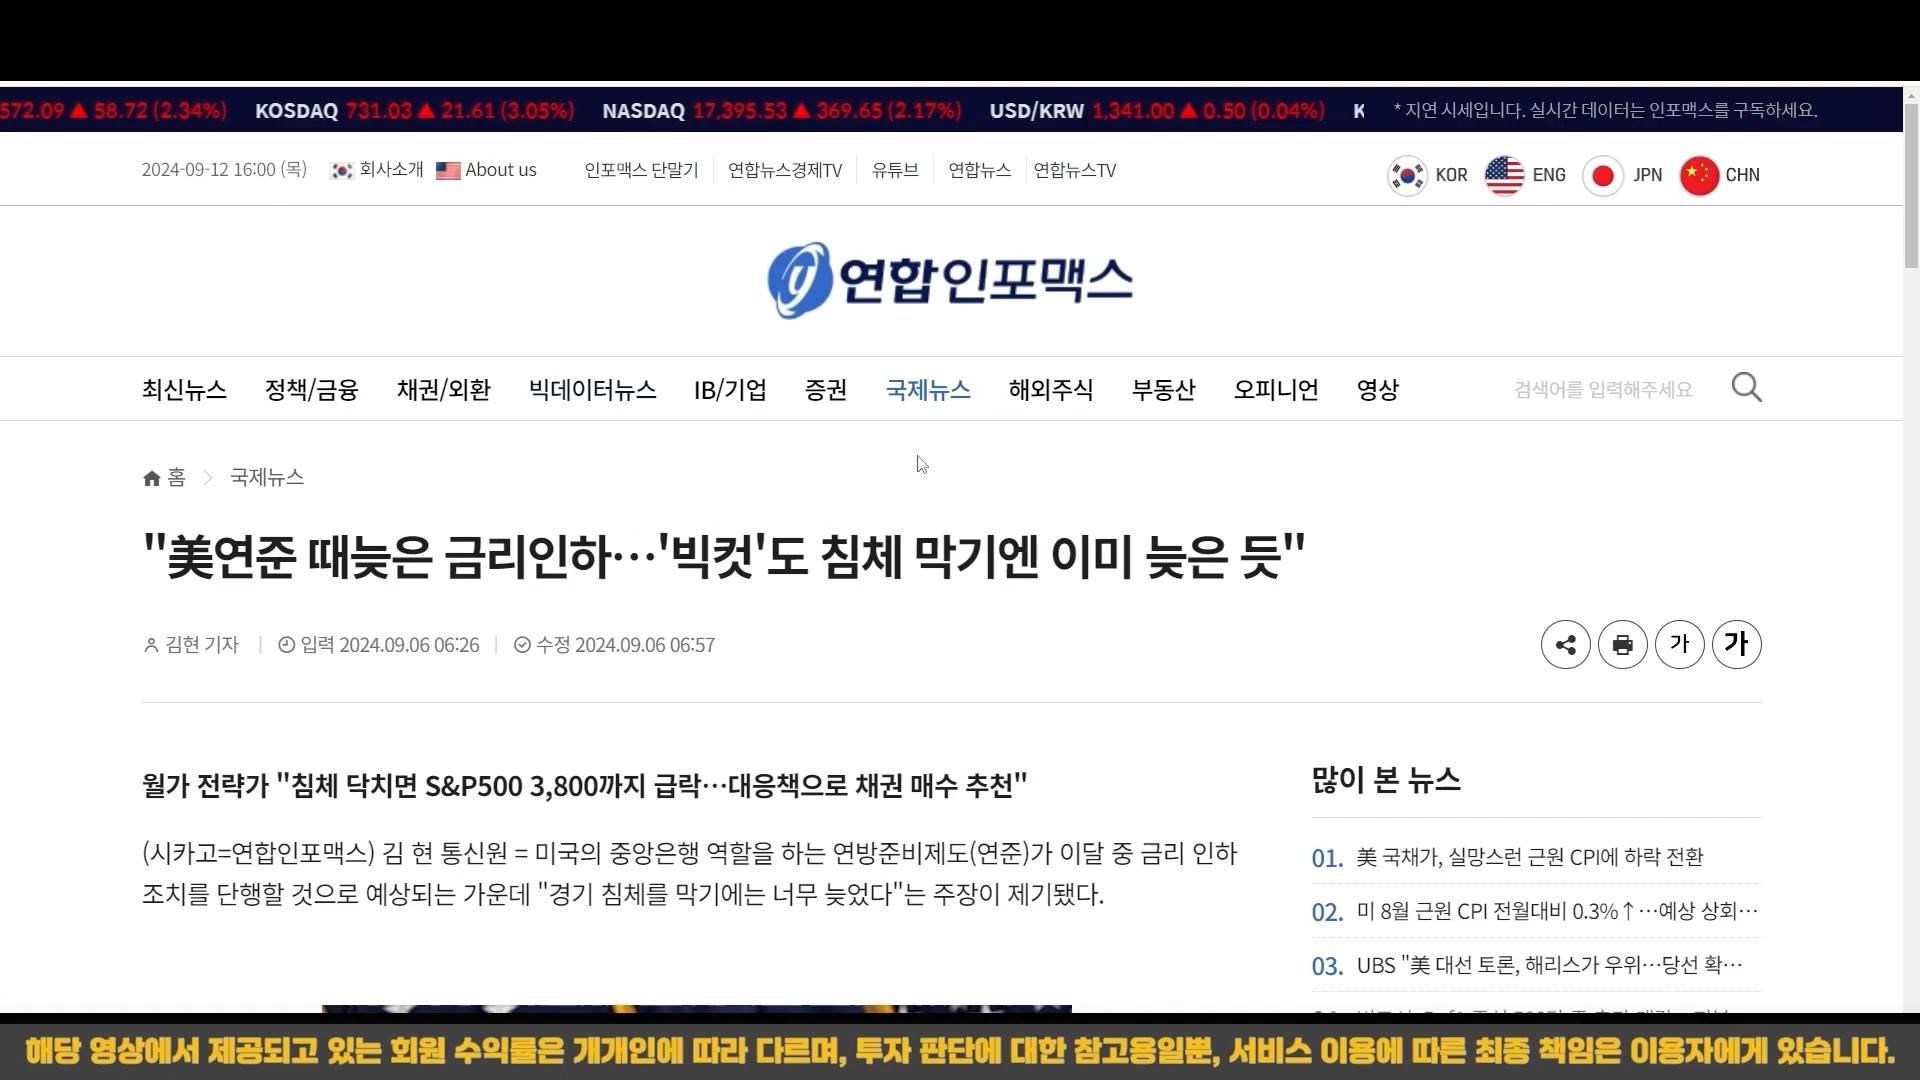 572.09 ▲ 58.72 (2.34%) KOSDAQ 731.03 ▲ 21.61 (3.05%) NASDAQ 17,395.53 ▲ 369.65 (2.17%) USD/KRW 1,341.00 ▲ 0.50 (0.04%) K * 지연 시세입니다. 실시간 데이터는 인포맥스를 구독하세요.
2024-09-12 16:00 (목) 회사소개 About us 인포맥스 단말기 연합뉴스경제TV 유튜브 연합뉴스 연합뉴스TV KOR ENG JPN CHN
연합인포맥스
최신뉴스 정책/금융 채권/외환 빅데이터뉴스 IB/기업 증권 국제뉴스 해외주식 부동산 오피니언 영상 검색어를 입력해주세요
홈 국제뉴스
"美연준 때늦은 금리인하…'빅컷'도 침체 막기엔 이미 늦은 듯"
김현 기자 입력 2024.09.06 06:26 수정 2024.09.06 06:57
가 가
월가 전략가 "침체 닥치면 S&P500 3,800까지 급락…대응책으로 채권 매수 추천"
(시카고=연합인포맥스) 김 현 통신원 = 미국의 중앙은행 역할을 하는 연방준비제도(연준)가 이달 중 금리 인하
조치를 단행할 것으로 예상되는 가운데 "경기 침체를 막기에는 너무 늦었다"는 주장이 제기됐다.
많이 본 뉴스
01. 美 국채가, 실망스런 근원 CPI에 하락 전환
02. 미 8월 근원 CPI 전월대비 0.3%↑…예상 상회…
03. UBS "美 대선 토론, 해리스가 우위…당선 확…
해당 영상에서 제공되고 있는 회원 수익률은 개개인에 따라 다르며, 투자 판단에 대한 참고용일뿐, 서비스 이용에 따른 최종 책임은 이용자에게 있습니다.